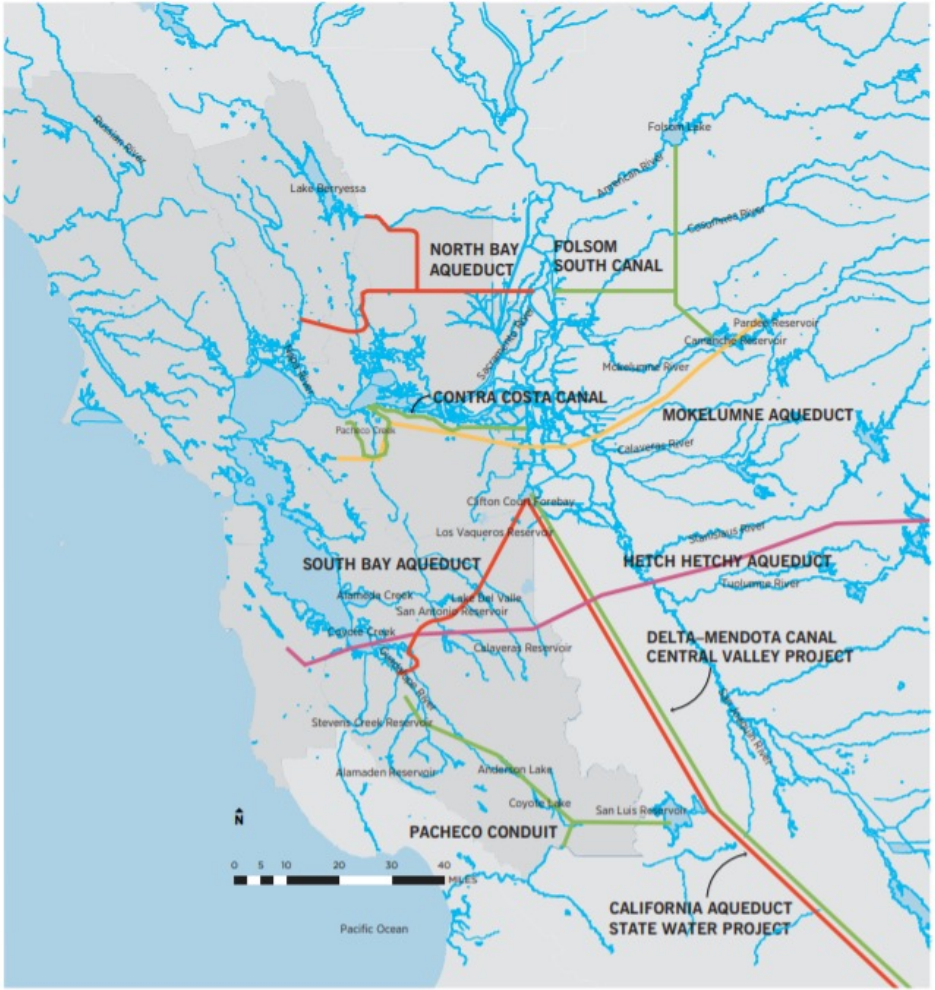 Russian River
Folsom Lake
American River
Lake Berryessa
Cosumnes River
NORTH BAY
AQUEDUCT
FOLSOM
SOUTH CANAL
Pardee Reservoir
Camanche Reservoir
Sacramento River
Napa River
Mokelumne River
CONTRA COSTA CANAL
MOKELUMNE AQUEDUCT
Pacheco Creek
Calaveras River
Clifton Court Forebay
Los Vaqueros Reservoir
Stanislaus River
SOUTH BAY AQUEDUCT
HETCH HETCHY AQUEDUCT
Tuolumne River
Alameda Creek
Lake Del Valle
San Antonio Reservoir
Coyote Creek
Calaveras Reservoir
DELTA–MENDOTA CANAL
CENTRAL VALLEY PROJECT
Guadalupe River
San Joaquin River
Stevens Creek Reservoir
Alamaden Reservoir
Anderson Lake
Coyote Lake
San Luis Reservoir
N
PACHECO CONDUIT
0 5 10 20 30 40
MILES
CALIFORNIA AQUEDUCT
STATE WATER PROJECT
Pacific Ocean